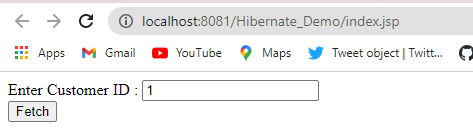 localhost:8081/Hibernate_Demo/index.jsp
Apps Gmail YouTube Maps Tweet object | Twitt...
Enter Customer ID : 1
Fetch